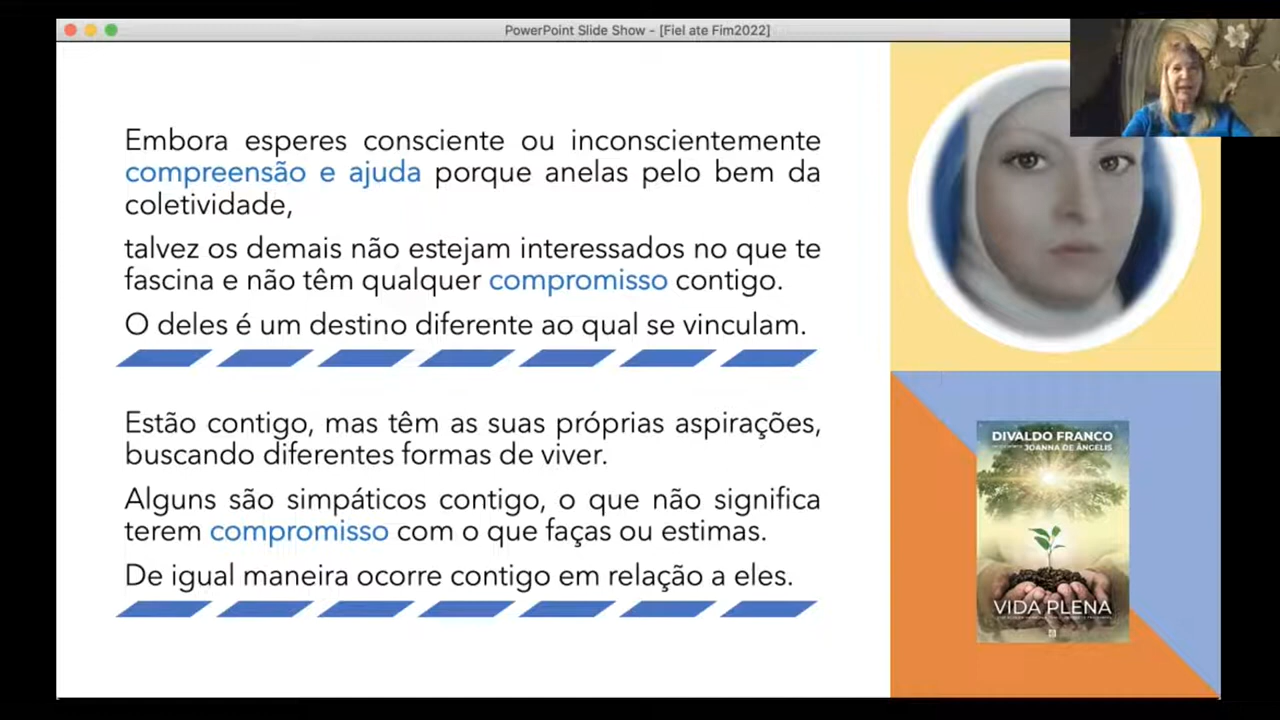 PowerPoint Slide Show - [Fiel ate Fim2022]
Embora esperes consciente ou inconscientemente
compreensão e ajuda porque anelas pelo bem da
coletividade,
talvez os demais não estejam interessados no que te
fascina e não têm qualquer compromisso contigo.
O deles é um destino diferente ao qual se vinculam.
Estão contigo, mas têm as suas próprias aspirações,
buscando diferentes formas de viver.
Alguns são simpáticos contigo, o que não significa
terem compromisso com o que faças ou estimas.
De igual maneira ocorre contigo em relação a eles.
DIVALDO FRANCO
JOANNA DE ÂNGELIS
VIDA PLENA